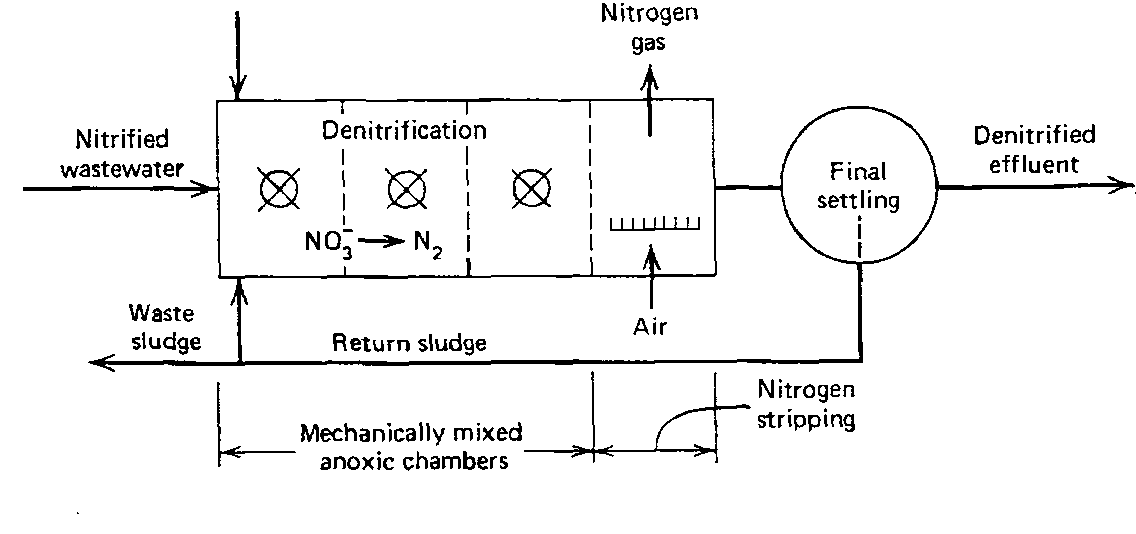 Nitrogen
gas
Denitrification
Nitrified
wastewater
Denitrified
effluent
Final
settling
NO₃⁻ → N₂
Waste
sludge
Return sludge
Air
Nitrogen
stripping
Mechanically mixed
anoxic chambers